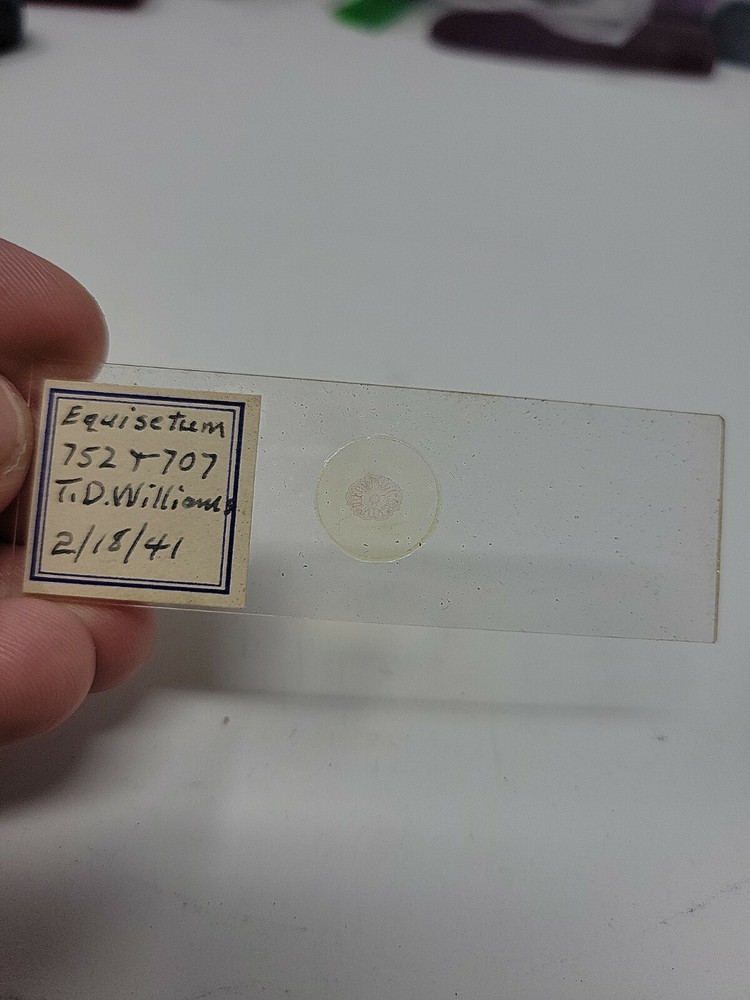 Equisetum
752 + 707
T.D. Williams
2/18/41